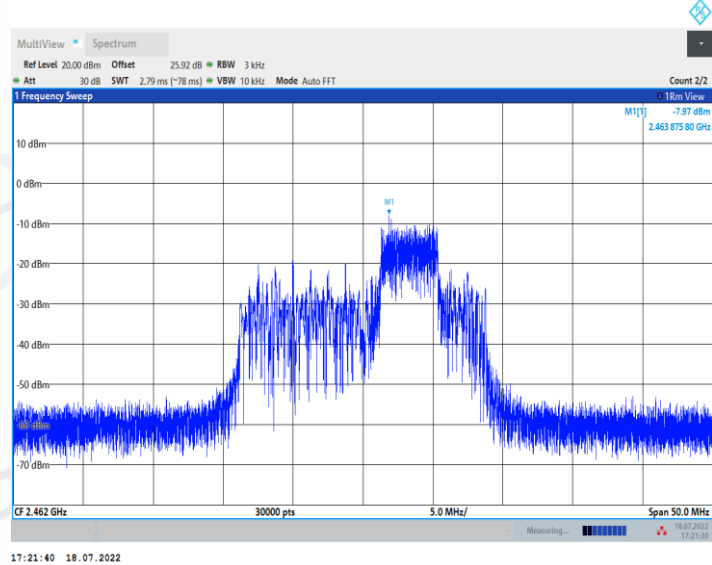 MultiView Spectrum
Ref Level 20.00 dBm Offset 25.92 dB RBW 3 kHz
Att 30 dB SWT 2.79 ms (~78 ms) VBW 10 kHz Mode Auto FFT Count 2/2
1 Frequency Sweep 1Rm View
M1[1] -7.97 dBm
2.463 875 80 GHz
10 dBm
0 dBm
M1
-10 dBm
-20 dBm
-30 dBm
-40 dBm
-50 dBm
-60 dBm
-70 dBm
CF 2.462 GHz 30000 pts 5.0 MHz/ Span 50.0 MHz
Measuring... 18.07.2022
17:21:39
17:21:40 18.07.2022